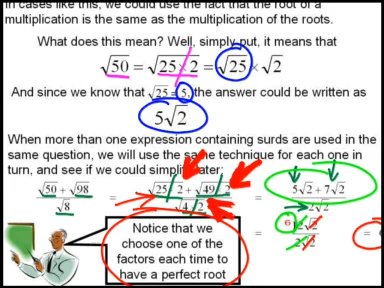 In cases like this, we could use the fact that the root of a
multiplication is the same as the multiplication of the roots.
What does this mean? Well, simply put, it means that
√50 = √25 × 2 = √25 × √2
And since we know that √25 = 5, the answer could be written as
5√2
When more than one expression containing surds are used in the
same question, we will use the same technique for each one in
turn, and see if we could simplify later;
(√50 + √98) / √8 = (√25 / 2 + √49 / 2) / (√4 / 2) = (5√2 + 7√2) / (2√2)
Notice that we
choose one of the
factors each time to
have a perfect root
= 6 12√2 / 2√2 =